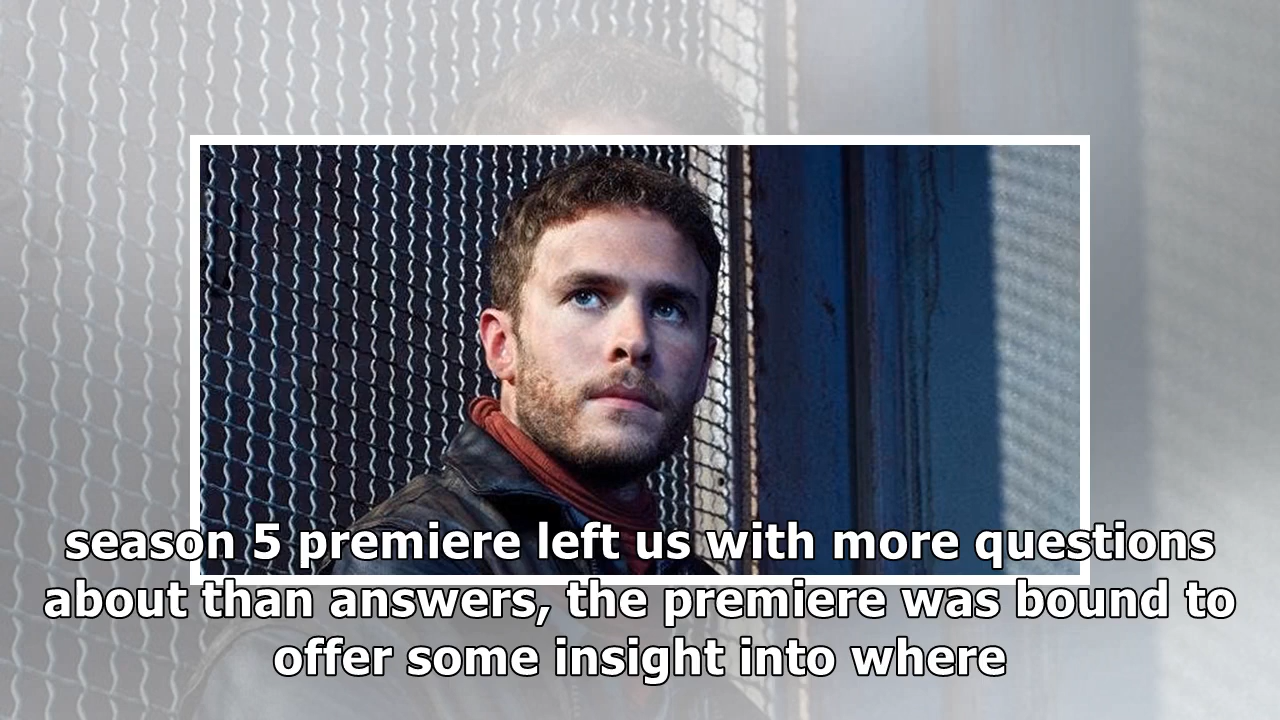 season 5 premiere left us with more questions
about than answers, the premiere was bound to
offer some insight into where